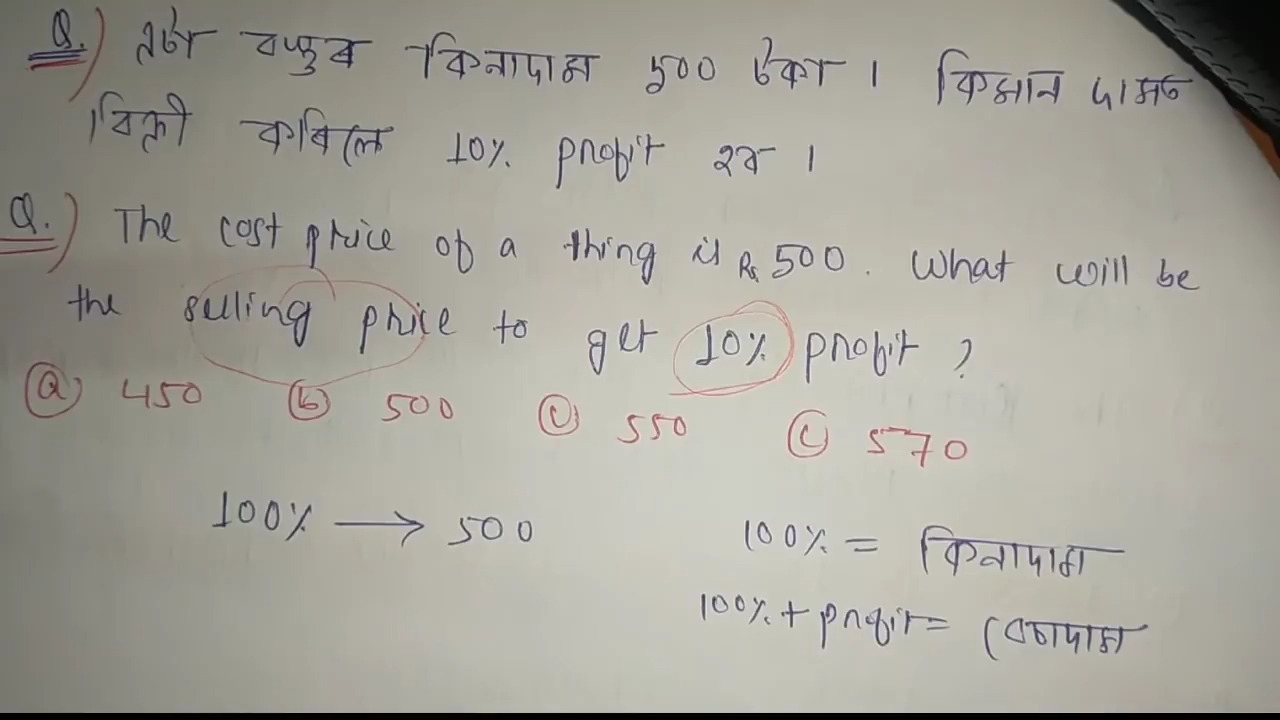 Q.) এটা বস্তুৰ কিনাদাম 500 টকা । কিমান দামত
বিক্ৰী কৰিলে 10% profit হব ।
Q.) The cost price of a thing is Rs 500. What will be
the selling price to get 10% profit ?
(a) 450 (b) 500 (c) 550 (c) 570
100% → 500
100% = কিনাদাম
100% + profit = বেচাদাম